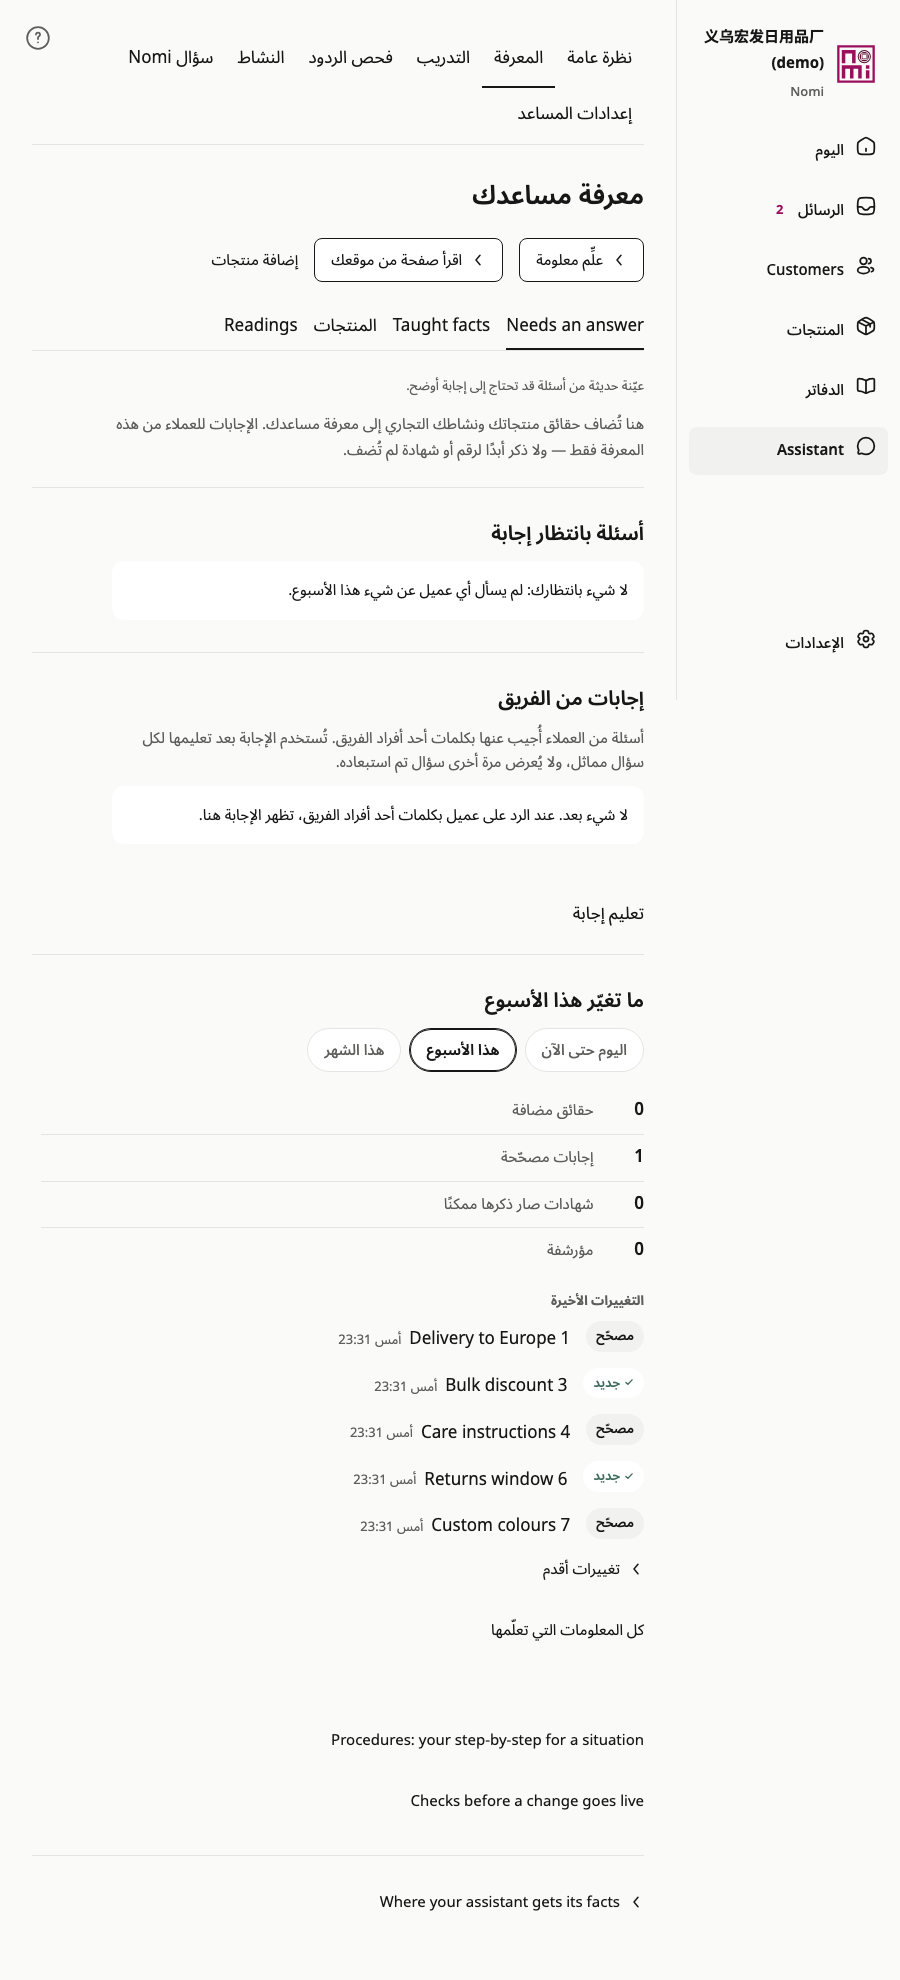 义乌宏发日用品厂
(demo)
Nomi
nomi
اليوم
الرسائل 2
Customers
المنتجات
الدفاتر
Assistant
الإعدادات
نظرة عامة المعرفة التدريب فحص الردود النشاط سؤال Nomi
إعدادات المساعد
معرفة مساعدك
علِّم معلومة اقرأ صفحة من موقعك إضافة منتجات
Needs an answer Taught facts المنتجات Readings
عيّنة حديثة من أسئلة قد تحتاج إلى إجابة أوضح.
هنا تُضاف حقائق منتجاتك ونشاطك التجاري إلى معرفة مساعدك. الإجابات للعملاء من هذه
المعرفة فقط — ولا ذكر أبدًا لرقم أو شهادة لم تُضف.
أسئلة بانتظار إجابة
لا شيء بانتظارك: لم يسأل أي عميل عن شيء هذا الأسبوع.
إجابات من الفريق
أسئلة من العملاء أُجيب عنها بكلمات أحد أفراد الفريق. تُستخدم الإجابة بعد تعليمها لكل
سؤال مماثل، ولا يُعرض مرة أخرى سؤال تم استبعاده.
لا شيء بعد. عند الرد على عميل بكلمات أحد أفراد الفريق، تظهر الإجابة هنا.
تعليم إجابة
ما تغيّر هذا الأسبوع
اليوم حتى الآن هذا الأسبوع هذا الشهر
0 حقائق مضافة
1 إجابات مصحّحة
0 شهادات صار ذكرها ممكنًا
0 مؤرشفة
التغييرات الأخيرة
مصحّح Delivery to Europe 1 أمس 23:31
جديد Bulk discount 3 أمس 23:31
مصحّح Care instructions 4 أمس 23:31
جديد Returns window 6 أمس 23:31
مصحّح Custom colours 7 أمس 23:31
تغييرات أقدم
كل المعلومات التي تعلّمها
Procedures: your step-by-step for a situation
Checks before a change goes live
Where your assistant gets its facts